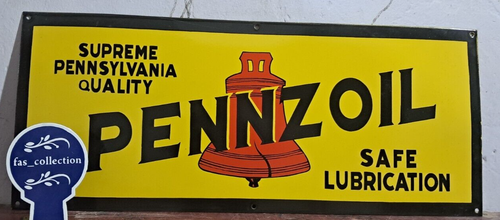 SUPREME
PENNSYLVANIA
QUALITY
PENNZOIL
SAFE
LUBRICATION
fas_collection